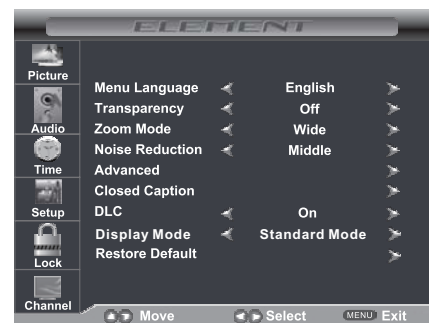 ELEMENT
Picture
Audio
Time
Setup
Lock
Channel
Menu Language English
Transparency Off
Zoom Mode Wide
Noise Reduction Middle
Advanced
Closed Caption
DLC On
Display Mode Standard Mode
Restore Default
Move Select MENU Exit